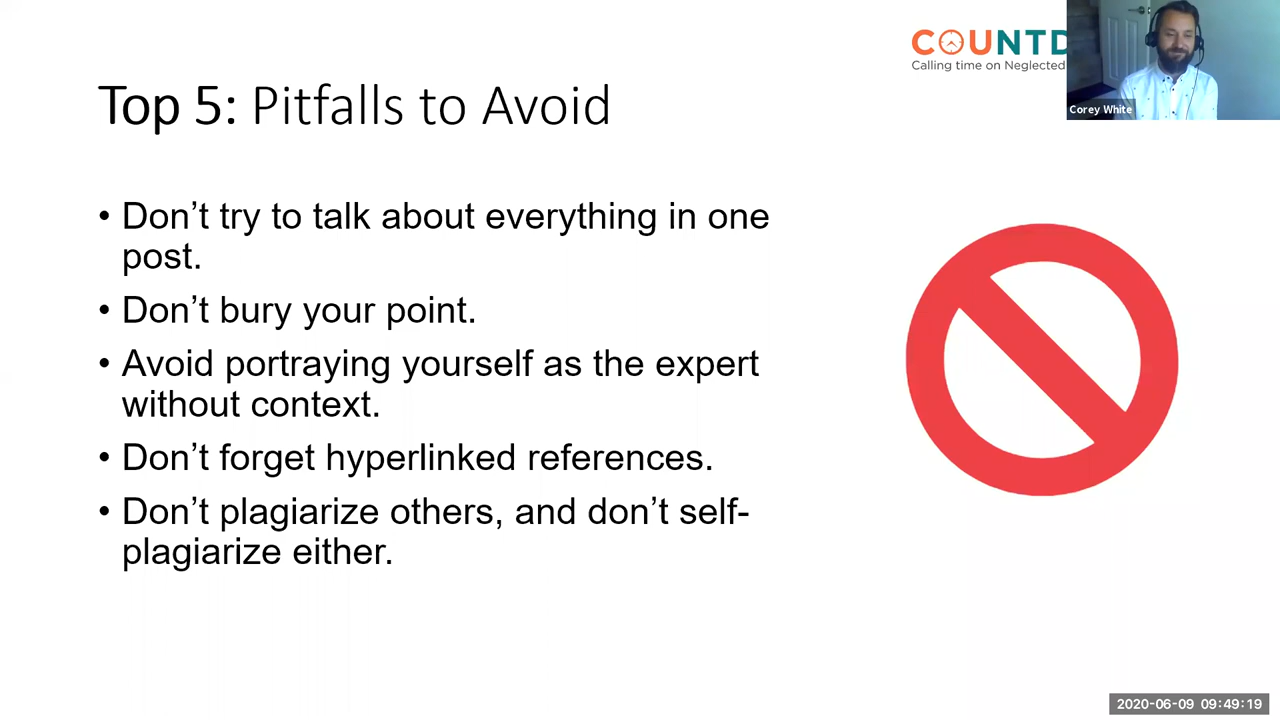 COUNTD
Calling time on Neglected
Corey White
Top 5: Pitfalls to Avoid
• Don’t try to talk about everything in one
post.
• Don’t bury your point.
• Avoid portraying yourself as the expert
without context.
• Don’t forget hyperlinked references.
• Don’t plagiarize others, and don’t self-
plagiarize either.
2020-06-09 09:49:19